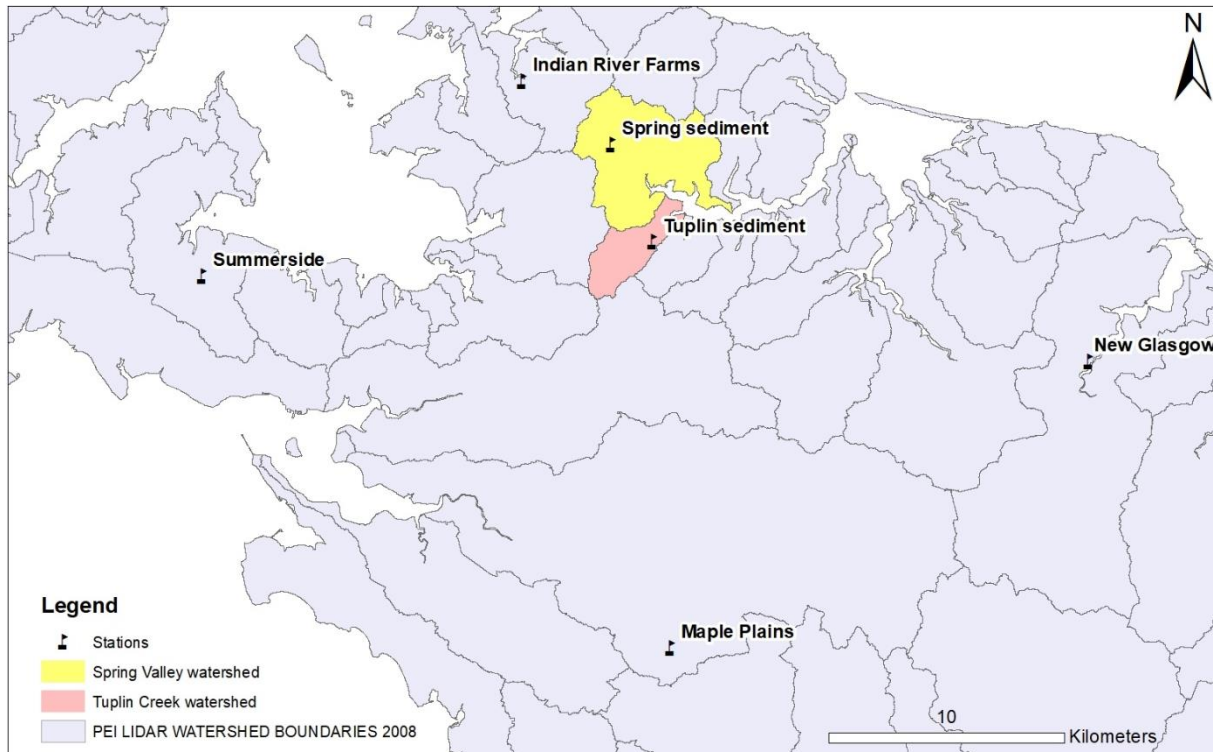 N
Indian River Farms
Spring sediment
Tuplin sediment
Summerside
New Glasgow
Maple Plains
Legend
Stations
Spring Valley watershed
Tuplin Creek watershed
PEI LIDAR WATERSHED BOUNDARIES 2008
10
Kilometers